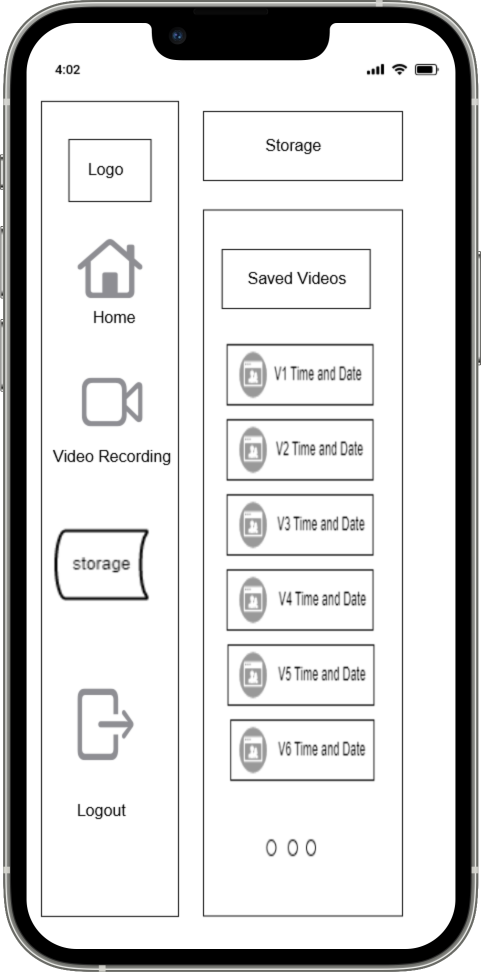 4:02
Logo
Home
Video Recording
storage
Logout
Storage
Saved Videos
V1 Time and Date
V2 Time and Date
V3 Time and Date
V4 Time and Date
V5 Time and Date
V6 Time and Date